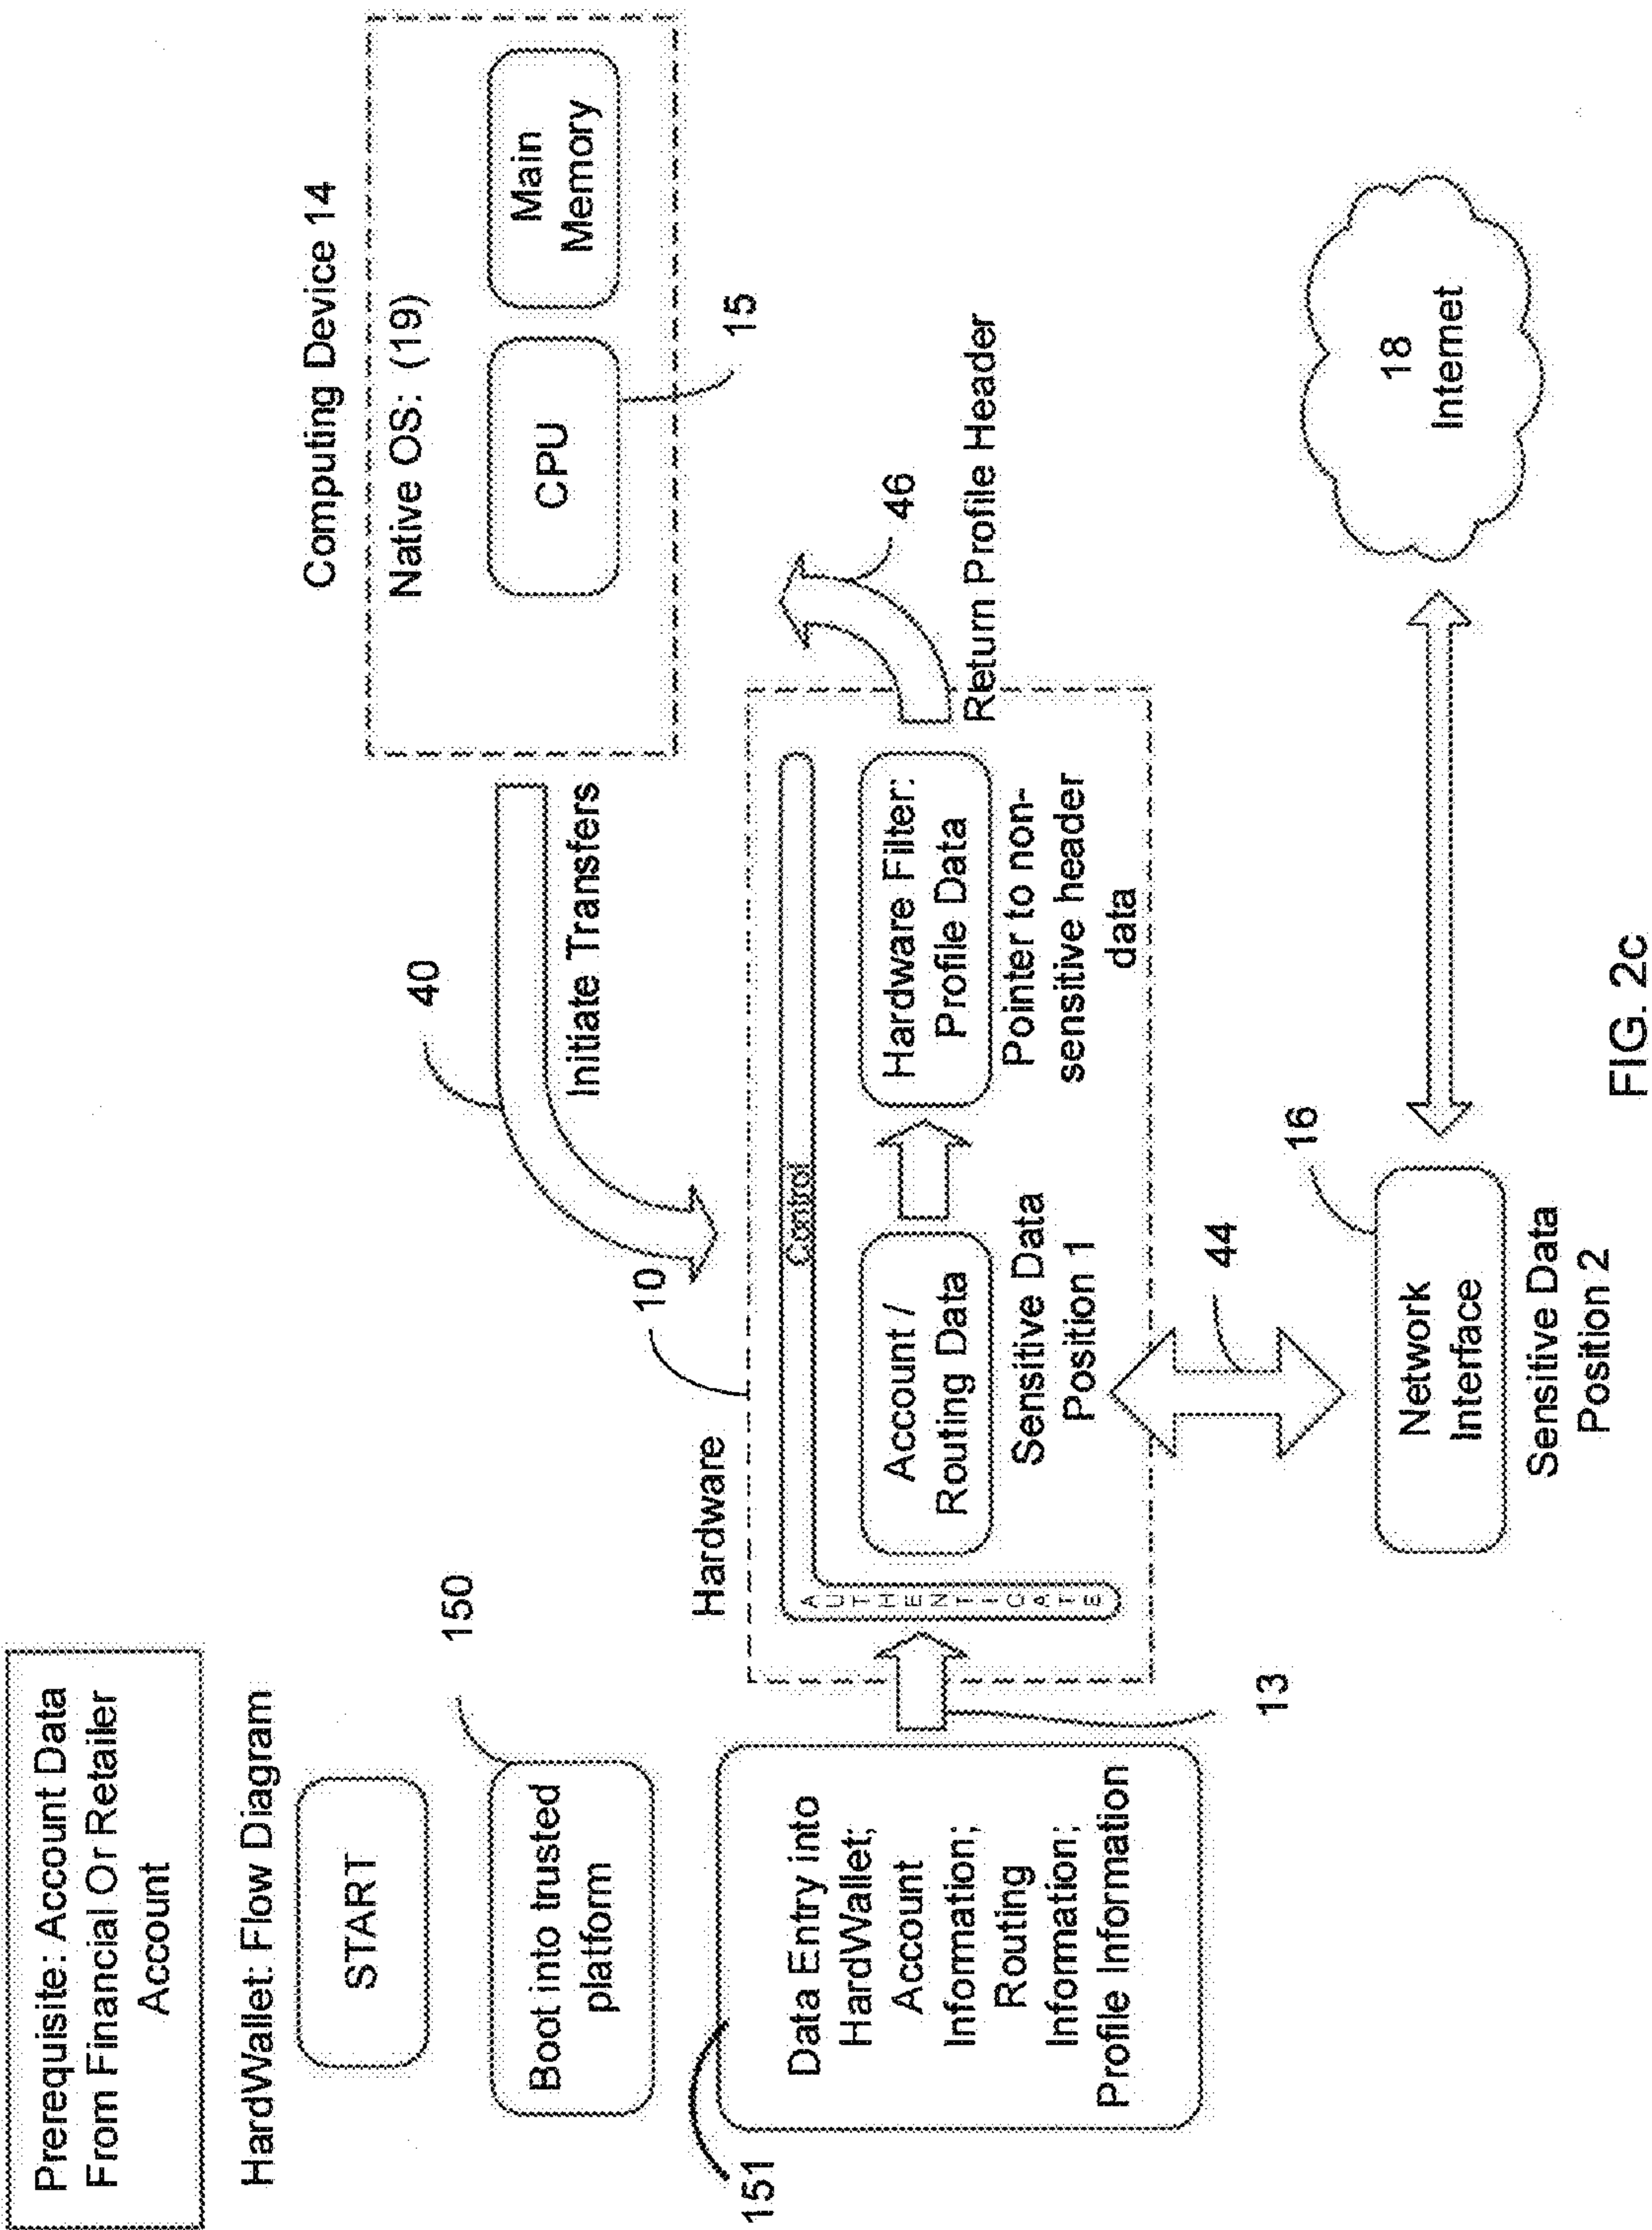 Prerequisite: Account Data
From Financial Or Retailer
Account
HardWallet: Flow Diagram
START
150
Boot into trusted
platform
151
Data Entry into
HardWallet;
Account
Information;
Routing
Information;
Profile Information
13
Computing Device 14
Native OS: (19)
CPU
Main
Memory
15
40
Initiate Transfers
46
Return Profile Header
Hardware
10
Control
AUTHENTICATE
Account /
Routing Data
Sensitive Data
Position 1
Hardware Filter:
Profile Data
Pointer to non-
sensitive header
data
44
16
Network
Interface
Sensitive Data
Position 2
18
Internet
FIG. 2c